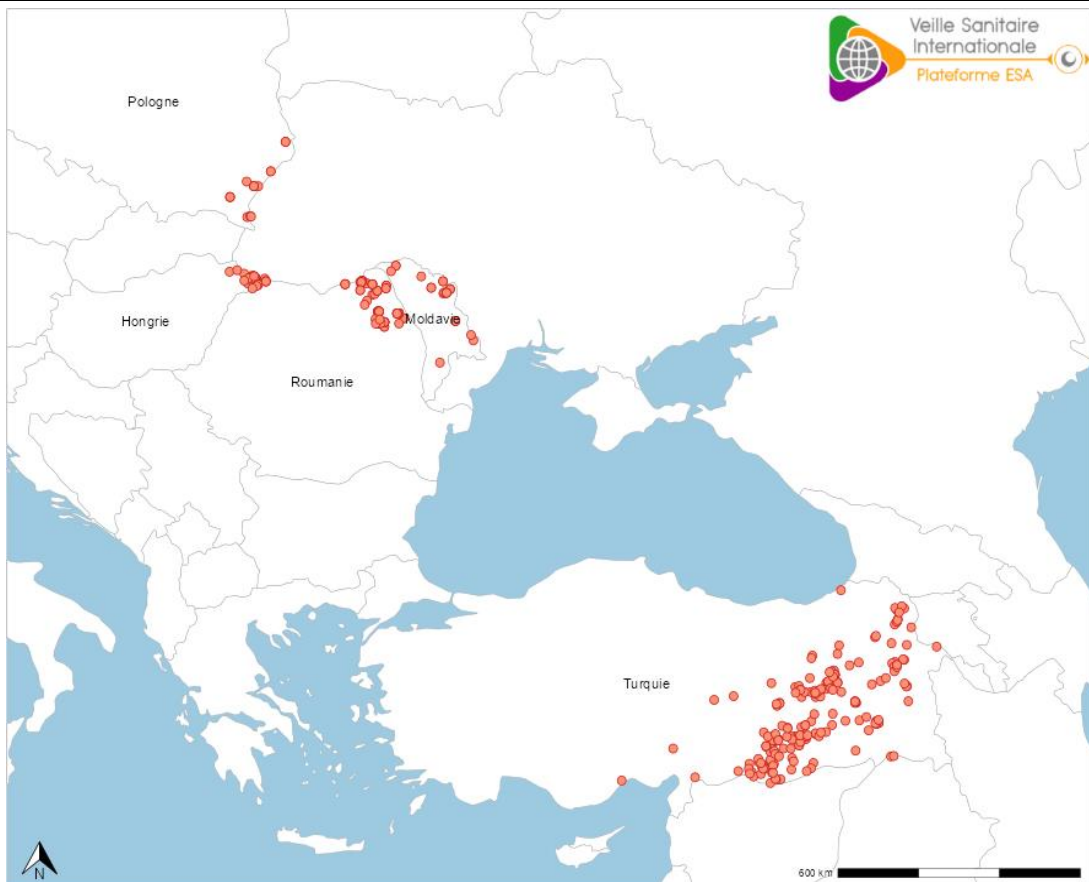 Veille Sanitaire
Internationale
Plateforme ESA
Pologne
Hongrie
Moldavie
Roumanie
Turquie
N
600 km